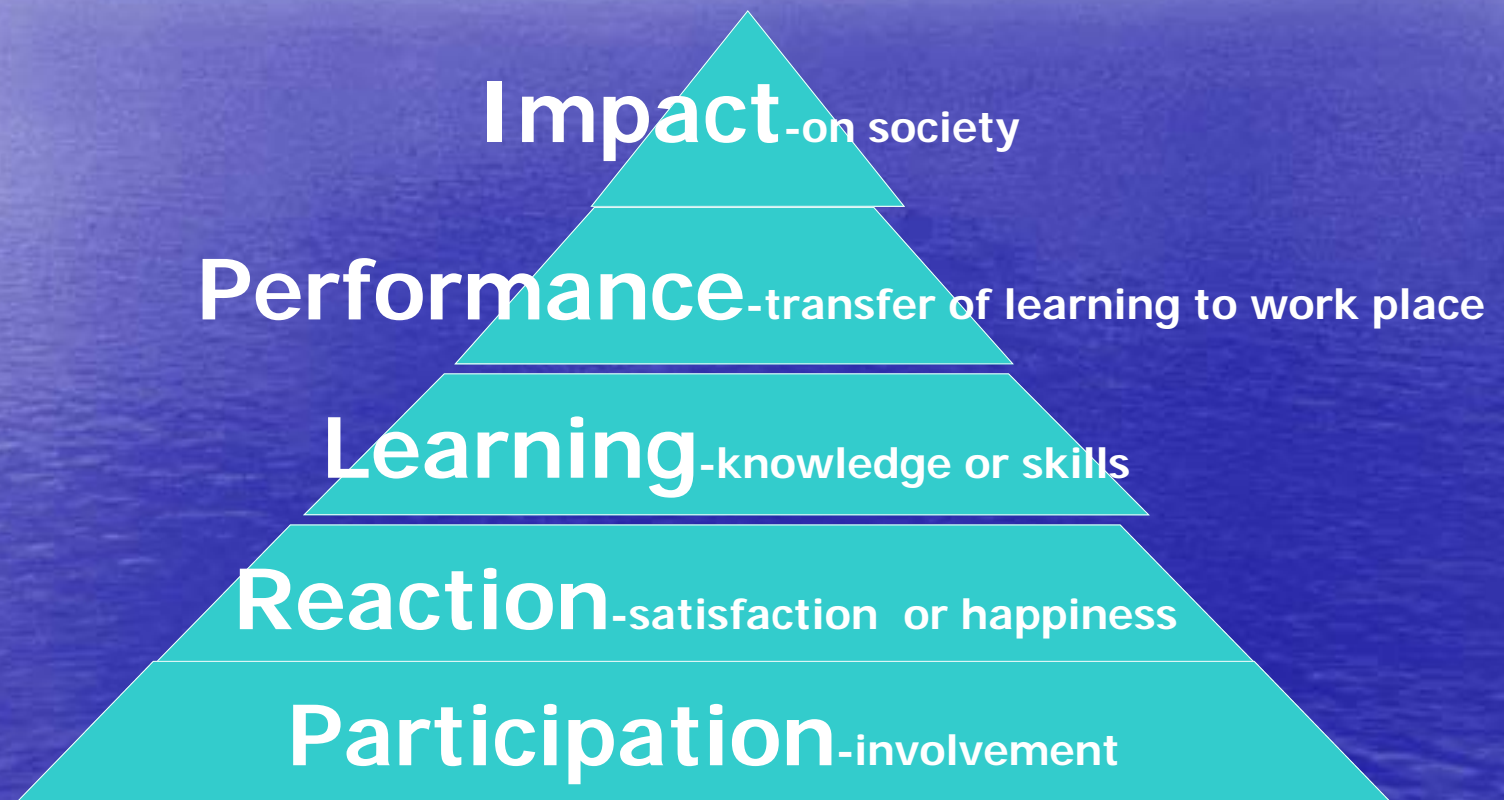 Impact-on society
Performance-transfer of learning to work place
Learning-knowledge or skills
Reaction-satisfaction  or happiness
Participation-involvement